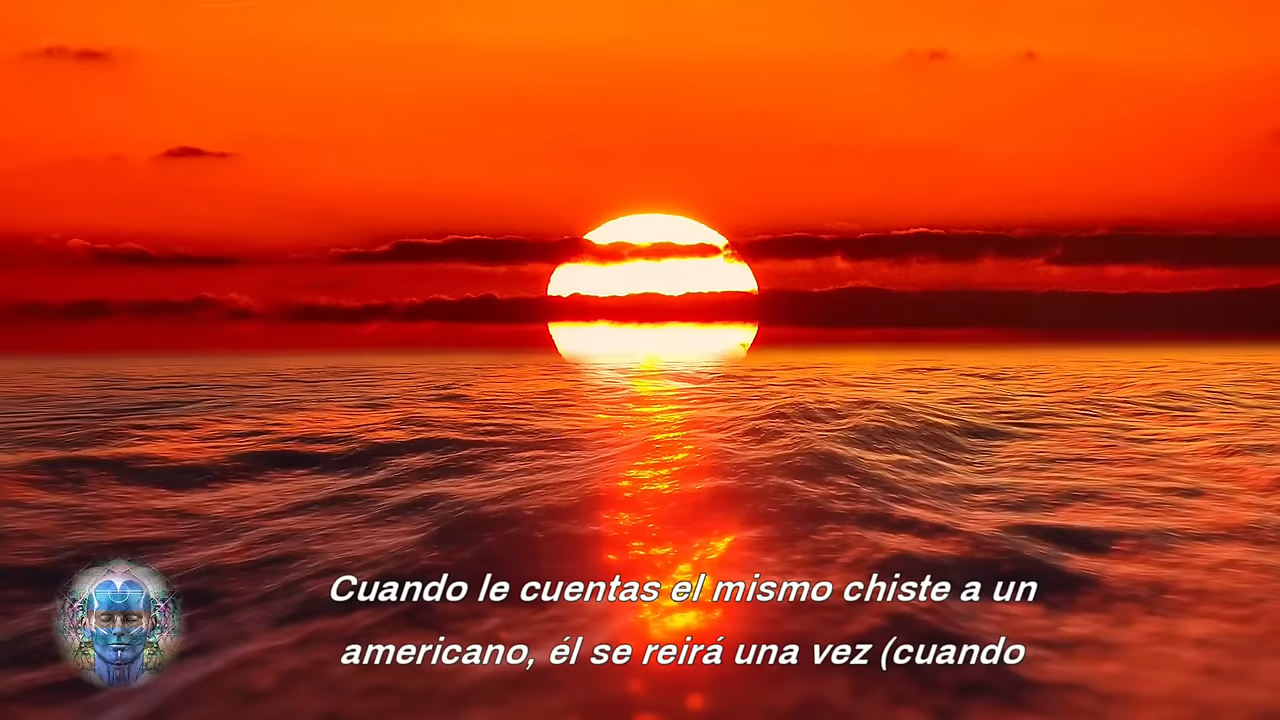 Cuando le cuentas el mismo chiste a un
americano, él se reirá una vez (cuando